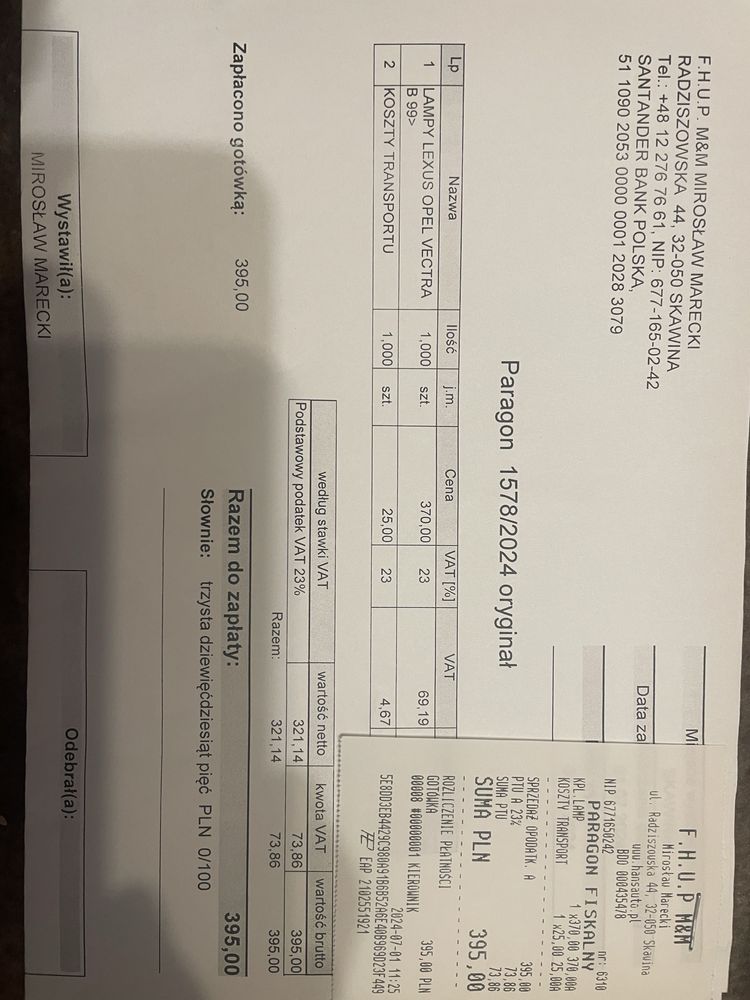 F.H.U.P. M&M MIROSŁAW MARECKI
RADZISZOWSKA 44, 32-050 SKAWINA
Tel.: +48 12 276 76 61, NIP: 677-165-02-42
SANTANDER BANK POLSKA,
51 1090 2053 0000 0001 2028 3079
Data za
Paragon 1578/2024 oryginał
Lp Nazwa Ilość j.m. Cena VAT [%] VAT
1 LAMPY LEXUS OPEL VECTRA B 99> 1,000 szt. 370,00 23 69,19
2 KOSZTY TRANSPORTU 1,000 szt. 25,00 23 4,67
według stawki VAT wartość netto kwota VAT wartość brutto
Podstawowy podatek VAT 23% 321,14 73,86 395,00
Razem: 321,14 73,86 395,00
Zapłacono gotówką: 395,00
Razem do zapłaty: 395,00
Słownie: trzysta dziewięćdziesiąt pięć PLN 0/100
Wystawił(a):
MIROSŁAW MARECKI
Odebrał(a):
F.H.U.P M&M
Mirosław Marecki
ul. Radziszowska 44, 32-050 Skawina
www.hansauto.pl
BDO 000435478
NIP 6771650242 nr: 6310
PARAGON FISKALNY
KPL LAMP 1 x370,00 370,00A
KOSZTY TRANSPORT 1 x25,00 25,00A
SPRZEDAŻ OPODATK. A 395,00
PTU A 23% 73,86
SUMA PTU 73,86
SUMA PLN 395,00
ROZLICZENIE PŁATNOŚCI
GOTÓWKA 395,00 PLN
00008 #00000001 KIEROWNIK
2024-07-01 11:25
5E8DD3EB4429C980A91B6B52A6E40B969D23F449
EAP 2102551921